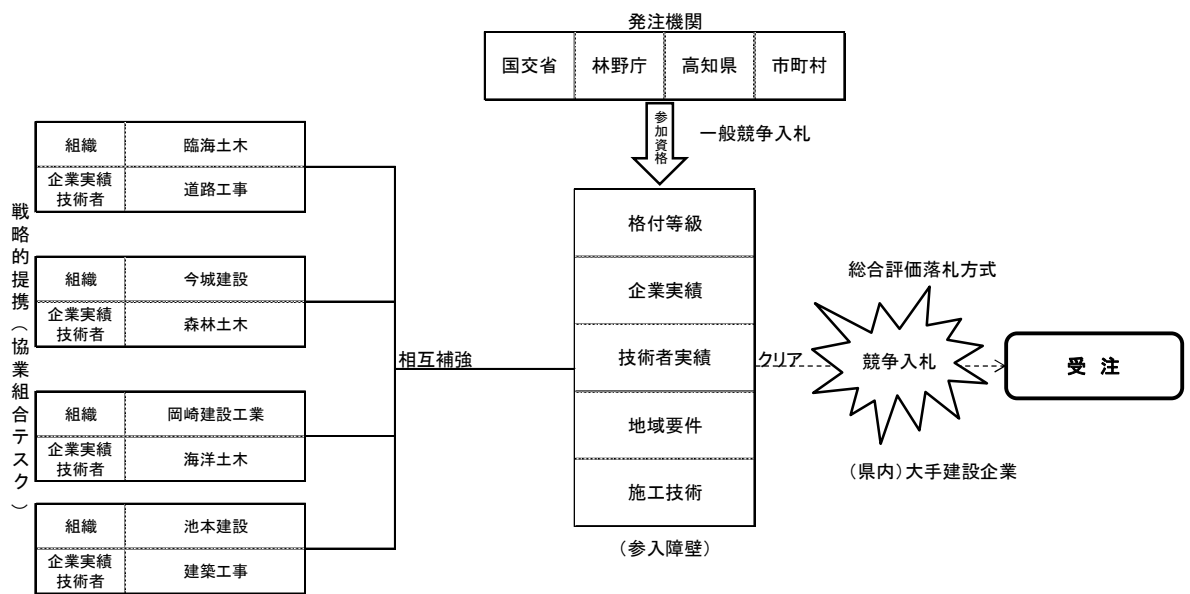 発注機関
国交省 林野庁 高知県 市町村
参加資格
一般競争入札
戦略的提携（協業組合テスク）
組織 臨海土木
企業実績
技術者
道路工事
組織 今城建設
企業実績
技術者
森林土木
組織 岡崎建設工業
企業実績
技術者
海洋土木
組織 池本建設
企業実績
技術者
建築工事
相互補強
格付等級
企業実績
技術者実績
地域要件
施工技術
（参入障壁）
クリア
総合評価落札方式
競争入札
（県内）大手建設企業
受 注